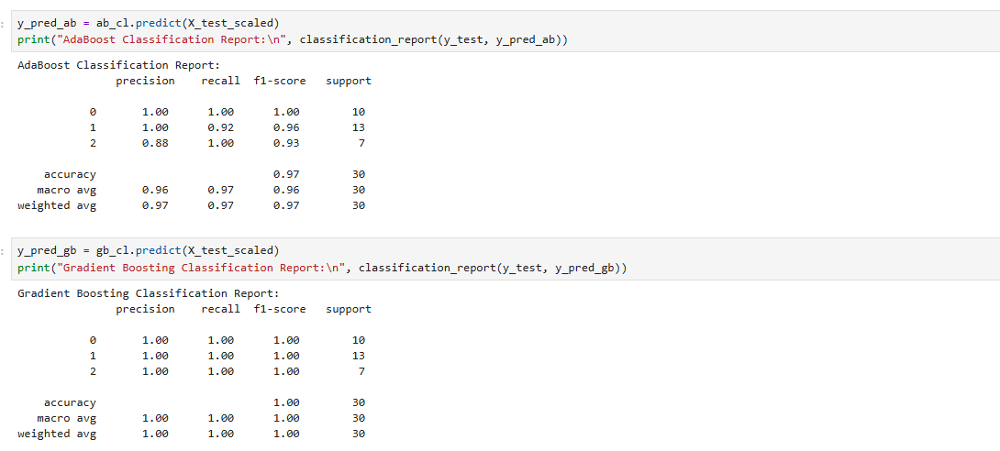 y_pred_ab = ab_cl.predict(X_test_scaled)
print("AdaBoost Classification Report:\n", classification_report(y_test, y_pred_ab))
AdaBoost Classification Report:
precision recall f1-score support
0 1.00 1.00 1.00 10
1 1.00 0.92 0.96 13
2 0.88 1.00 0.93 7
accuracy 0.97 30
macro avg 0.96 0.97 0.96 30
weighted avg 0.97 0.97 0.97 30
y_pred_gb = gb_cl.predict(X_test_scaled)
print("Gradient Boosting Classification Report:\n", classification_report(y_test, y_pred_gb))
Gradient Boosting Classification Report:
precision recall f1-score support
0 1.00 1.00 1.00 10
1 1.00 1.00 1.00 13
2 1.00 1.00 1.00 7
accuracy 1.00 30
macro avg 1.00 1.00 1.00 30
weighted avg 1.00 1.00 1.00 30